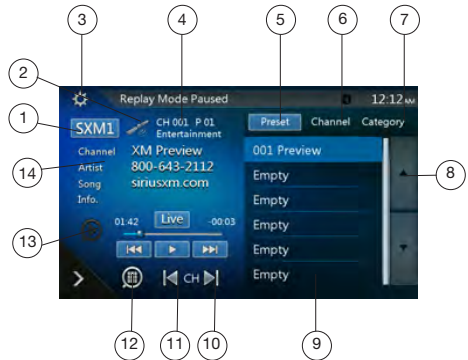 3
4
5
6
7
2
1
14
13
12
11
10
9
8
Replay Mode Paused
12:12 AM
SXM1
CH 001 P 01
Entertainment
Preset
Channel
Category
Channel
XM Preview
Artist
800-643-2112
Song
siriusxm.com
Info.
01:42
Live
-00:03
CH
001 Preview
Empty
Empty
Empty
Empty
Empty